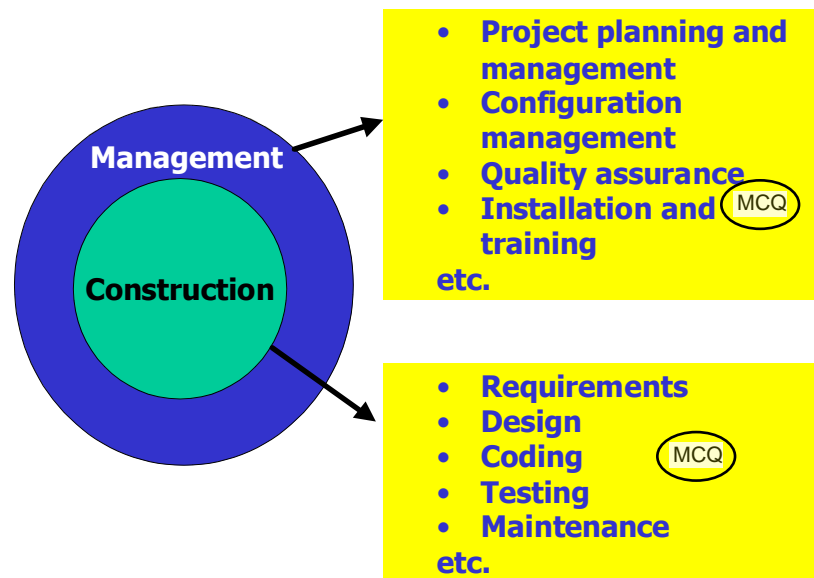 Management
Construction
• Project planning and
management
• Configuration
management
• Quality assurance
• Installation and MCQ
training
etc.
• Requirements
• Design
• Coding MCQ
• Testing
• Maintenance
etc.